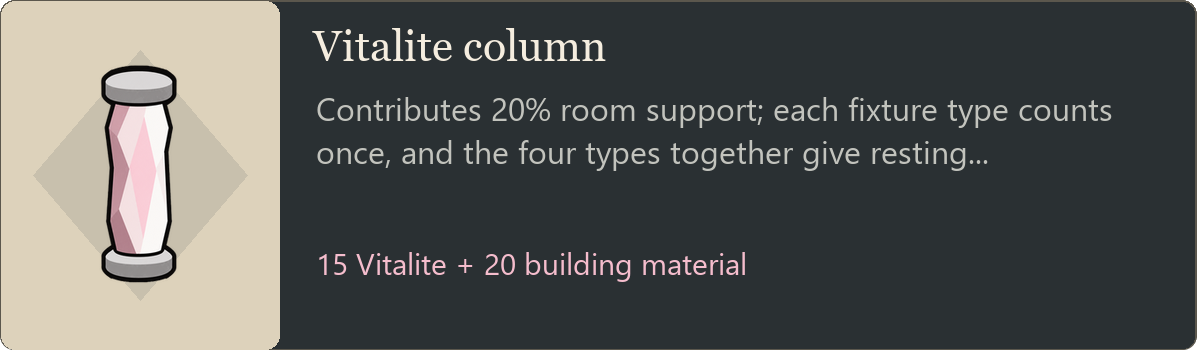 Vitalite column
Contributes 20% room support; each fixture type counts
once, and the four types together give resting...
15 Vitalite + 20 building material